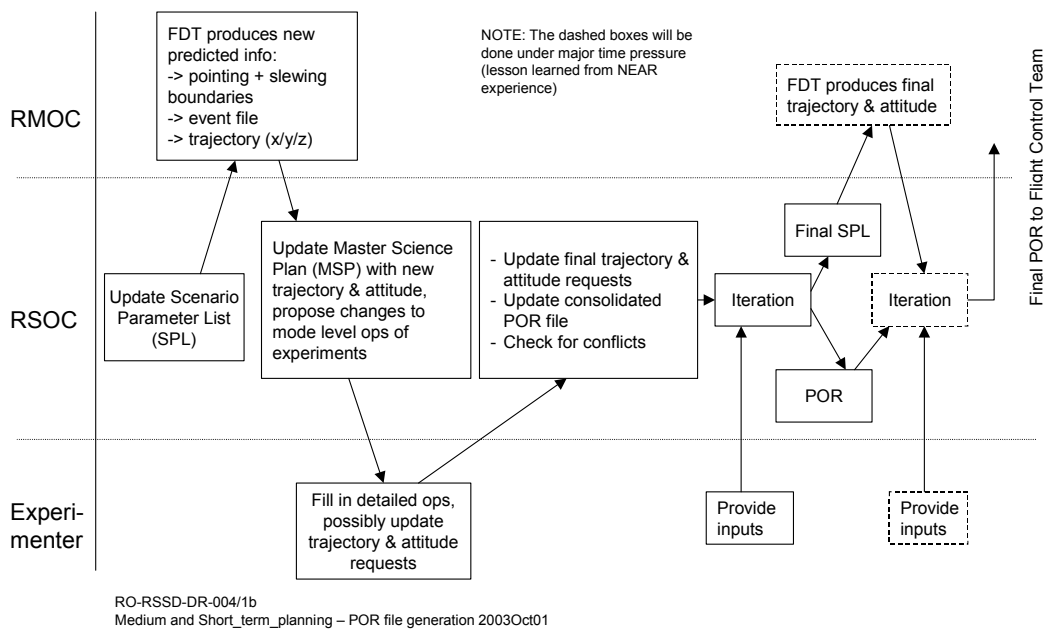 FDT produces new
predicted info:
-> pointing + slewing
boundaries
-> event file
-> trajectory (x/y/z)
NOTE: The dashed boxes will be
done under major time pressure
(lesson learned from NEAR
experience)
FDT produces final
trajectory & attitude
Final POR to Flight Control Team
RMOC
RSOC
Update Scenario
Parameter List
(SPL)
Update Master Science
Plan (MSP) with new
trajectory & attitude,
propose changes to
mode level ops of
experiments
- Update final trajectory &
attitude requests
- Update consolidated
POR file
- Check for conflicts
Iteration
Final SPL
POR
Iteration
Experi-
menter
Fill in detailed ops,
possibly update
trajectory & attitude
requests
Provide
inputs
Provide
inputs
RO-RSSD-DR-004/1b
Medium and Short_term_planning – POR file generation 2003Oct01